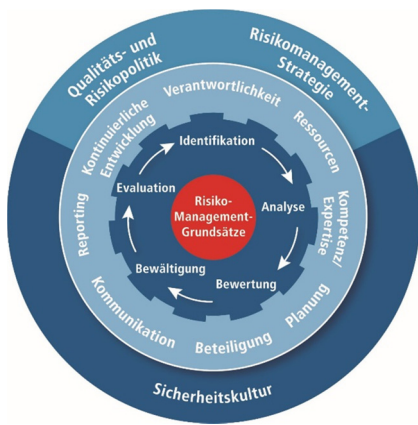 Qualitäts- und
Risikopolitik
Risikomanagement-
Strategie
Verantwortlichkeit
Ressourcen
Kompetenz/
Expertise
Planung
Beteiligung
Kommunikation
Reporting
Kontinuierliche
Entwicklung
Identifikation
Analyse
Bewertung
Bewältigung
Evaluation
Risiko-
Management-
Grundsätze
Sicherheitskultur